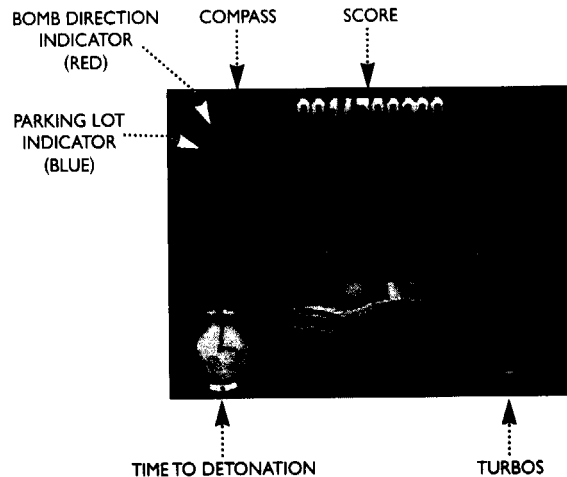 BOMB DIRECTION
INDICATOR
(RED)
COMPASS
SCORE
PARKING LOT
INDICATOR
(BLUE)
TIME TO DETONATION
TURBOS